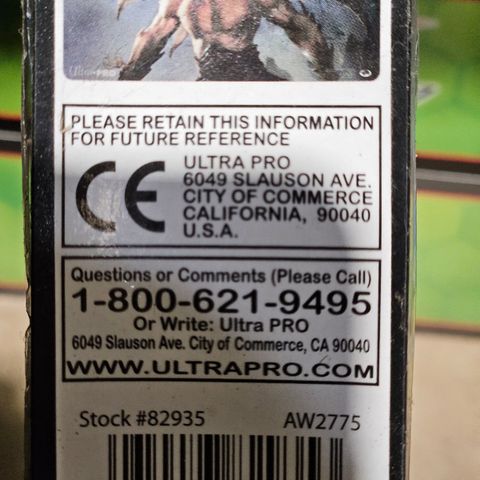 Ultra•PRO
PLEASE RETAIN THIS INFORMATION
FOR FUTURE REFERENCE
CE
ULTRA PRO
6049 SLAUSON AVE.
CITY OF COMMERCE
CALIFORNIA, 90040
U.S.A.
Questions or Comments (Please Call)
1-800-621-9495
Or Write: Ultra PRO
6049 Slauson Ave. City of Commerce, CA 90040
WWW.ULTRAPRO.COM
Stock #82935
AW2775